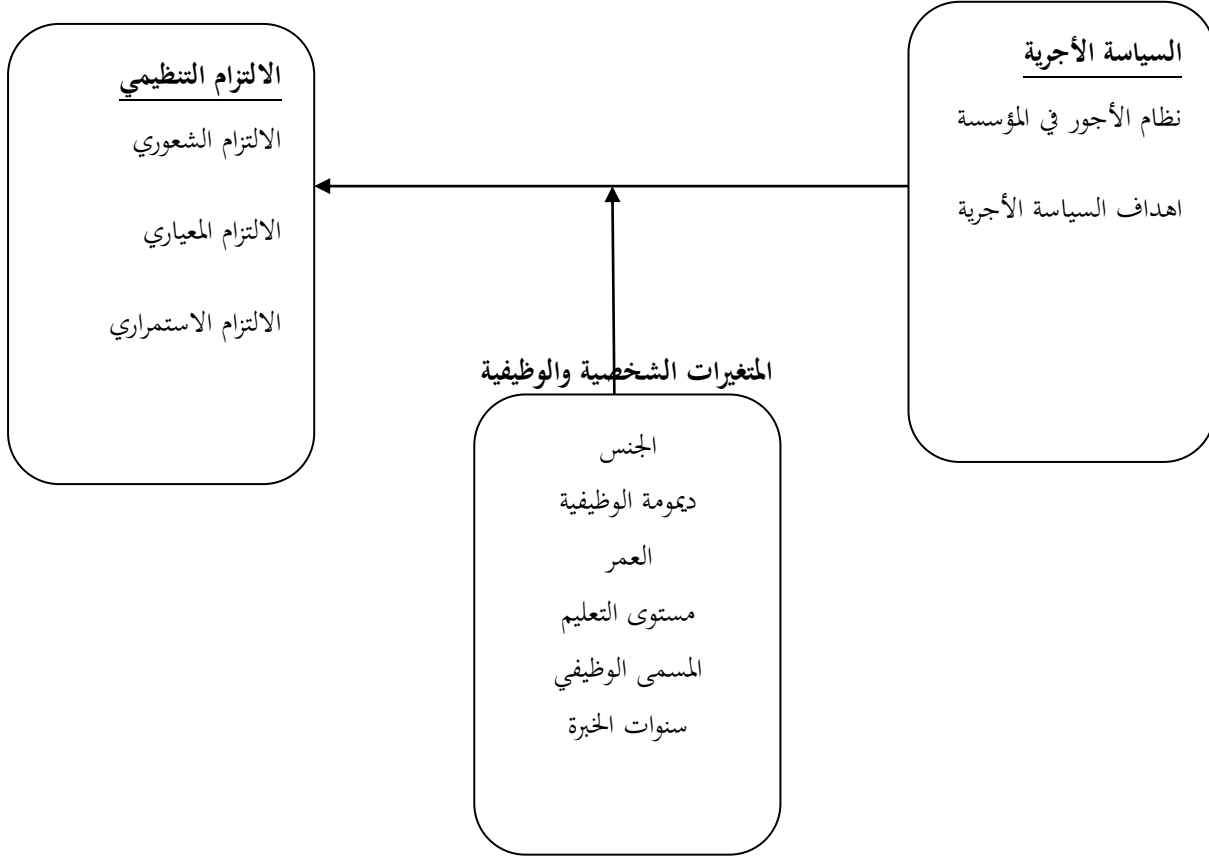 السياسة الأجرية
نظام الأجور في المؤسسة
اهداف السياسة الأجرية
الالتزام التنظيمي
الالتزام الشعوري
الالتزام المعياري
الالتزام الاستمراري
المتغيرات الشخصية والوظيفية
الجنس
ديمومة الوظيفية
العمر
مستوى التعليم
المسمى الوظيفي
سنوات الخبرة